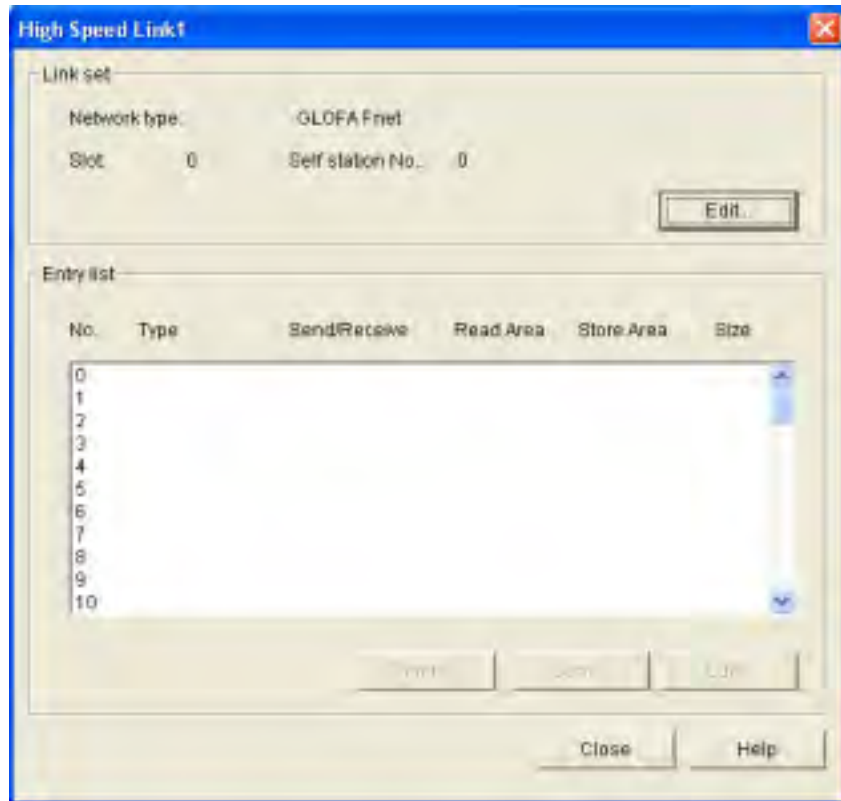 High Speed Link1
Link set
Network type: GLOFA Fnet
Slot: 0 Self station No.: 0
Edit...
Entry list
No. Type Send/Receive Read Area Store Area Size
0
1
2
3
4
5
6
7
8
9
10
Close Help